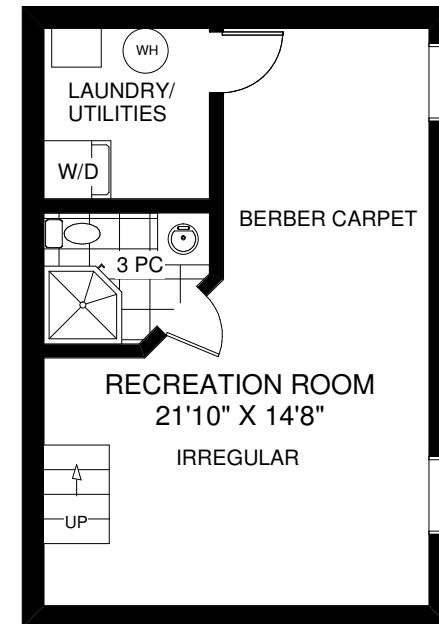 WH
LAUNDRY/
UTILITIES
W/D
BERBER CARPET
3 PC
RECREATION ROOM
21'10" X 14'8"
IRREGULAR
UP